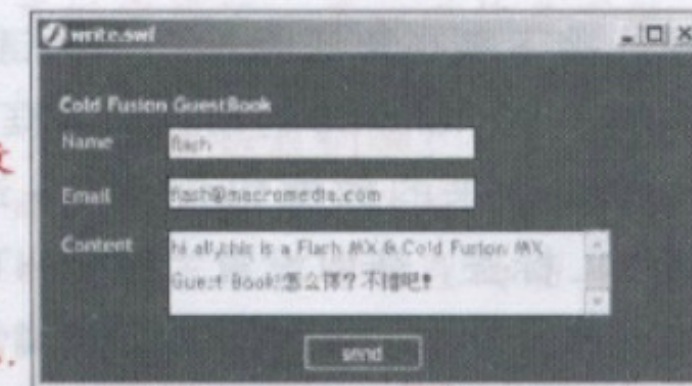 write.swf
Cold Fusion GuestBook
Name flash
Email flash@macromedia.com
Content hi all,this is a Flash MX & Cold Fusion MX
Guest Book!怎么样?不错吧!
send